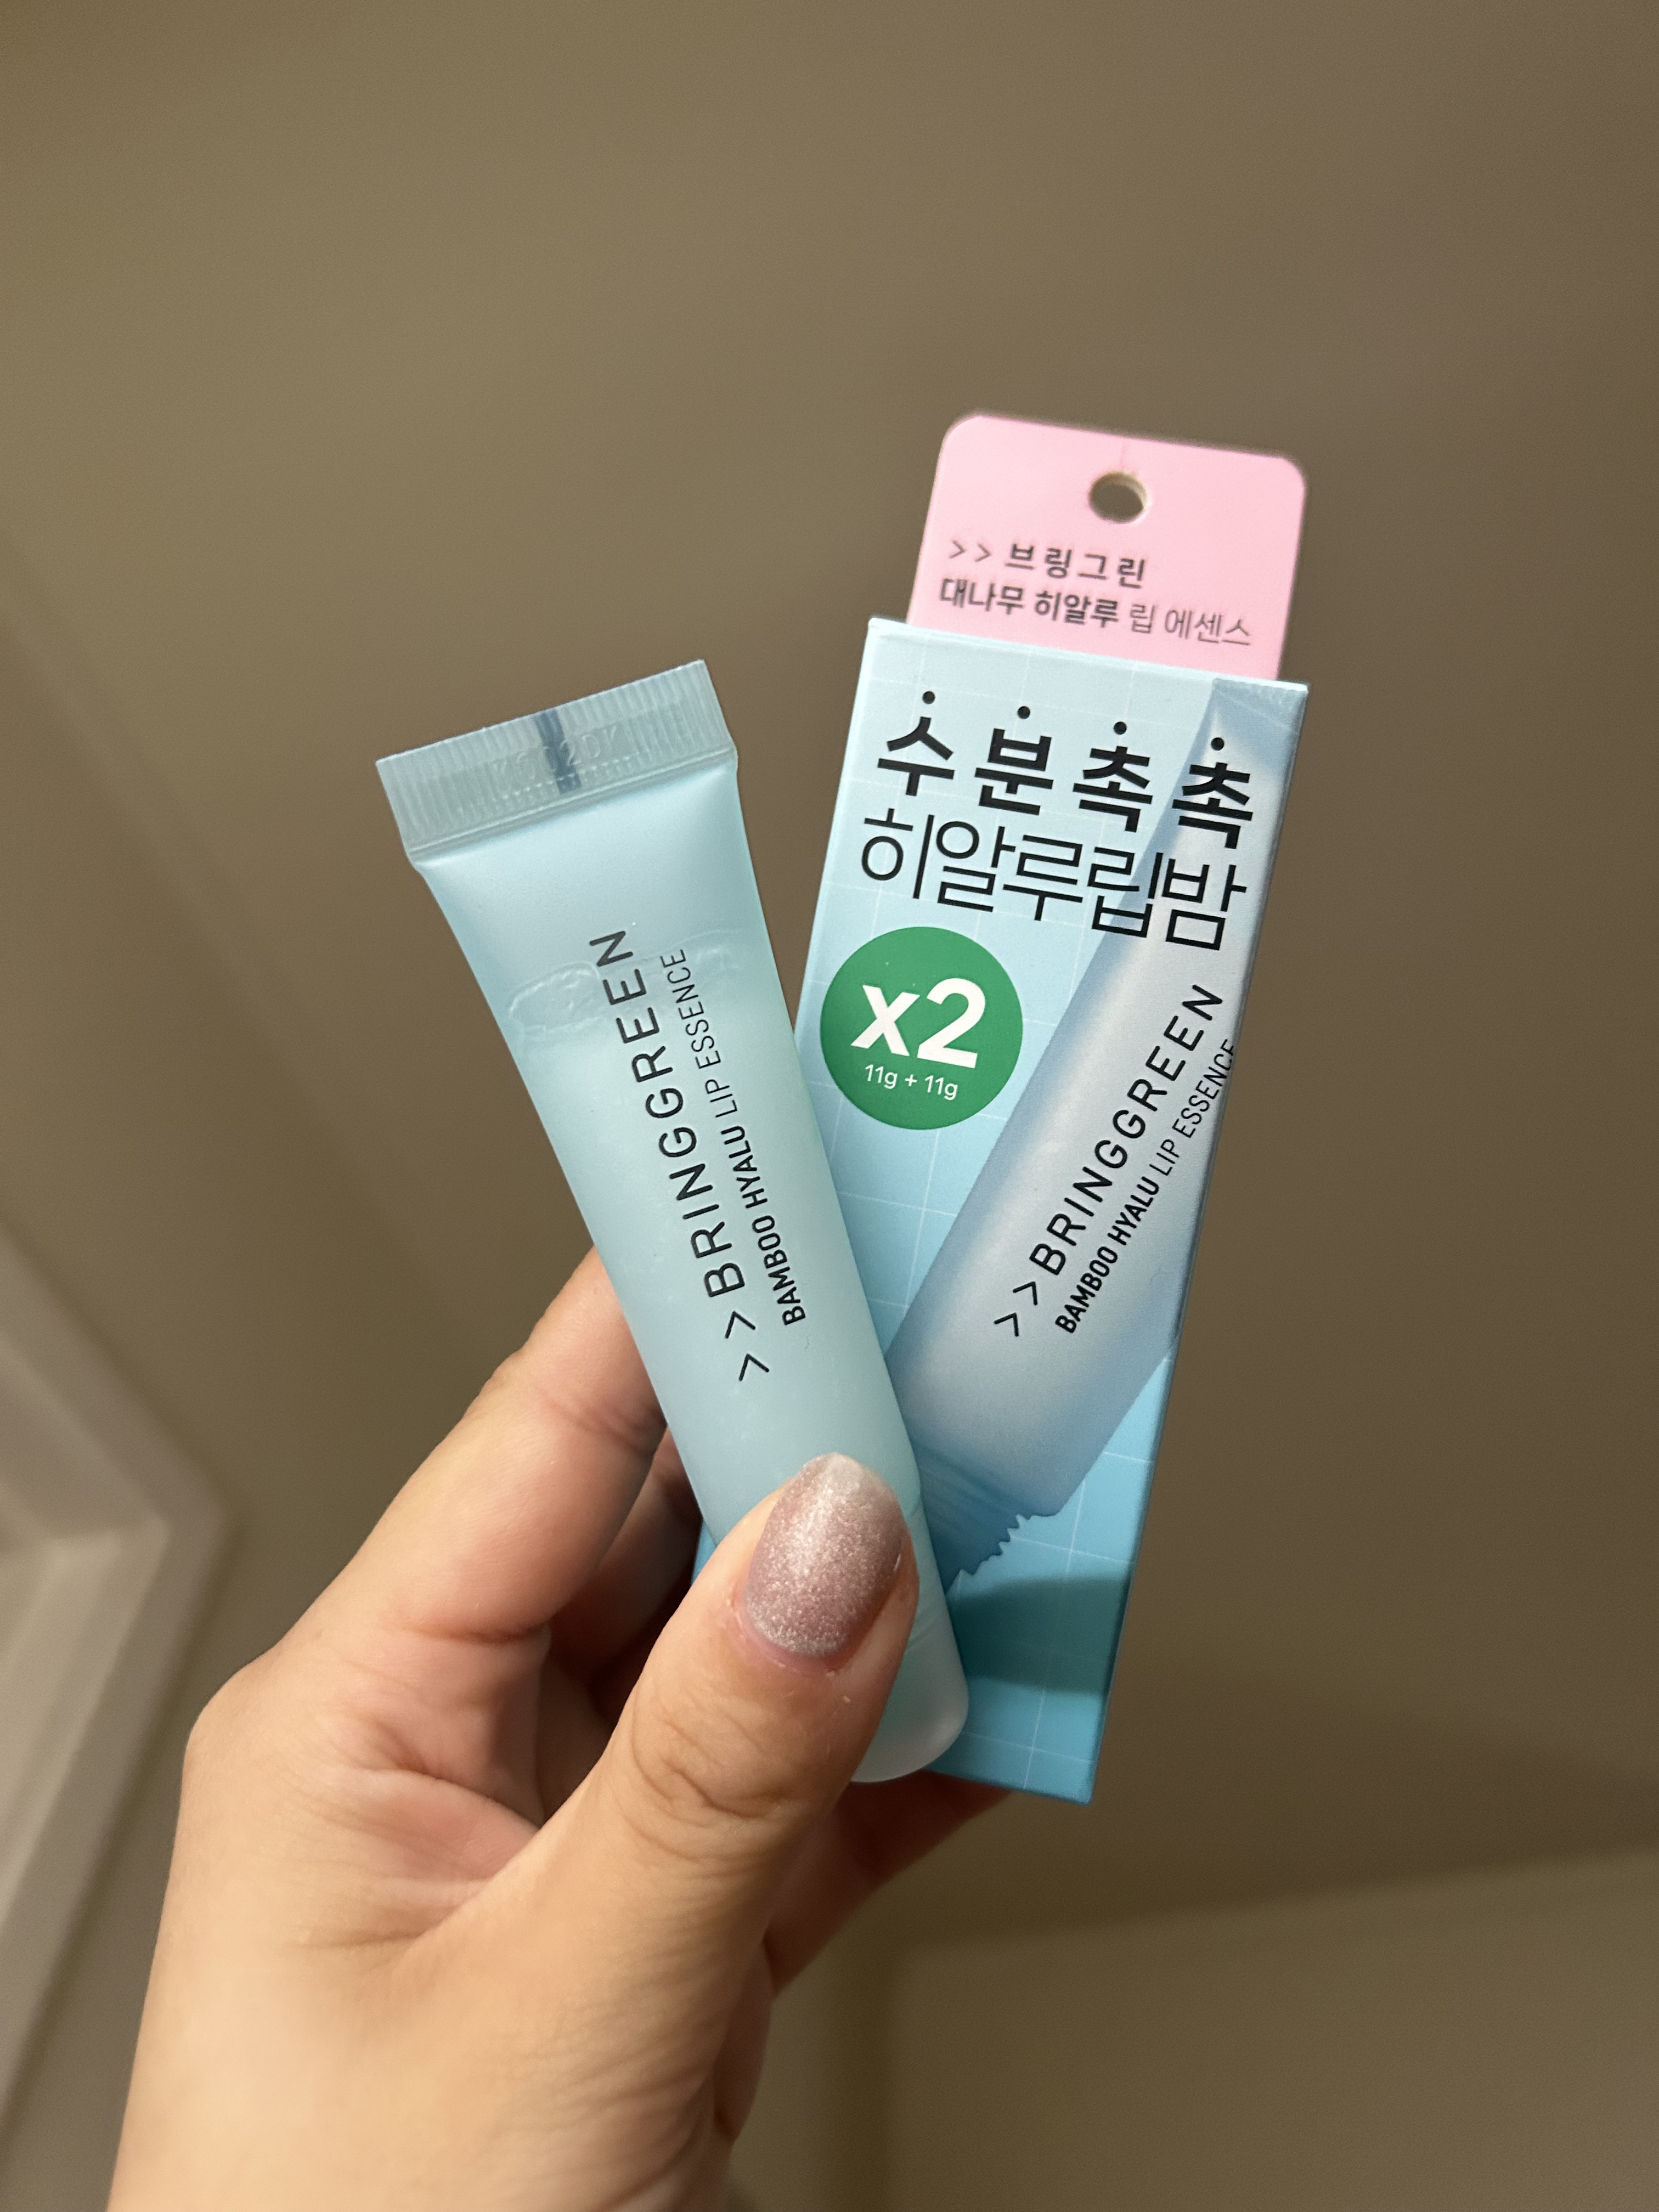 >> 브링그린
대나무 히알루 립 에센스
수분촉촉
히알루립밤
x2
11g + 11g
>> BRINGGREEN
BAMBOO HYALU LIP ESSENCE
>> BRINGGREEN
BAMBOO HYALU LIP ESSENCE